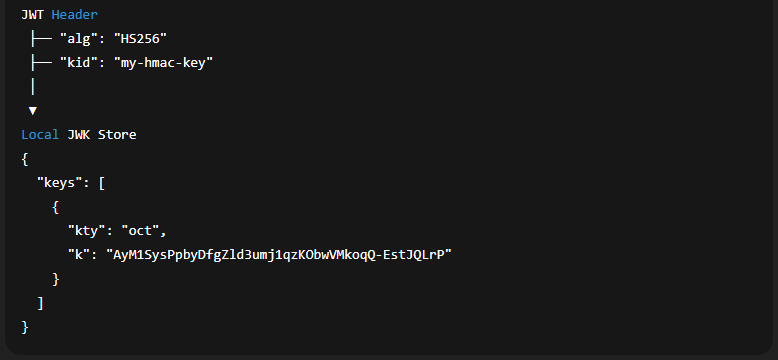 JWT Header
├── "alg": "HS256"
├── "kid": "my-hmac-key"
│
▼
Local JWK Store
{
"keys": [
{
"kty": "oct",
"k": "AyM1SysPpbyDfgZld3umj1qzKObwVMkoqQ-EstJQLrP"
}
]
}